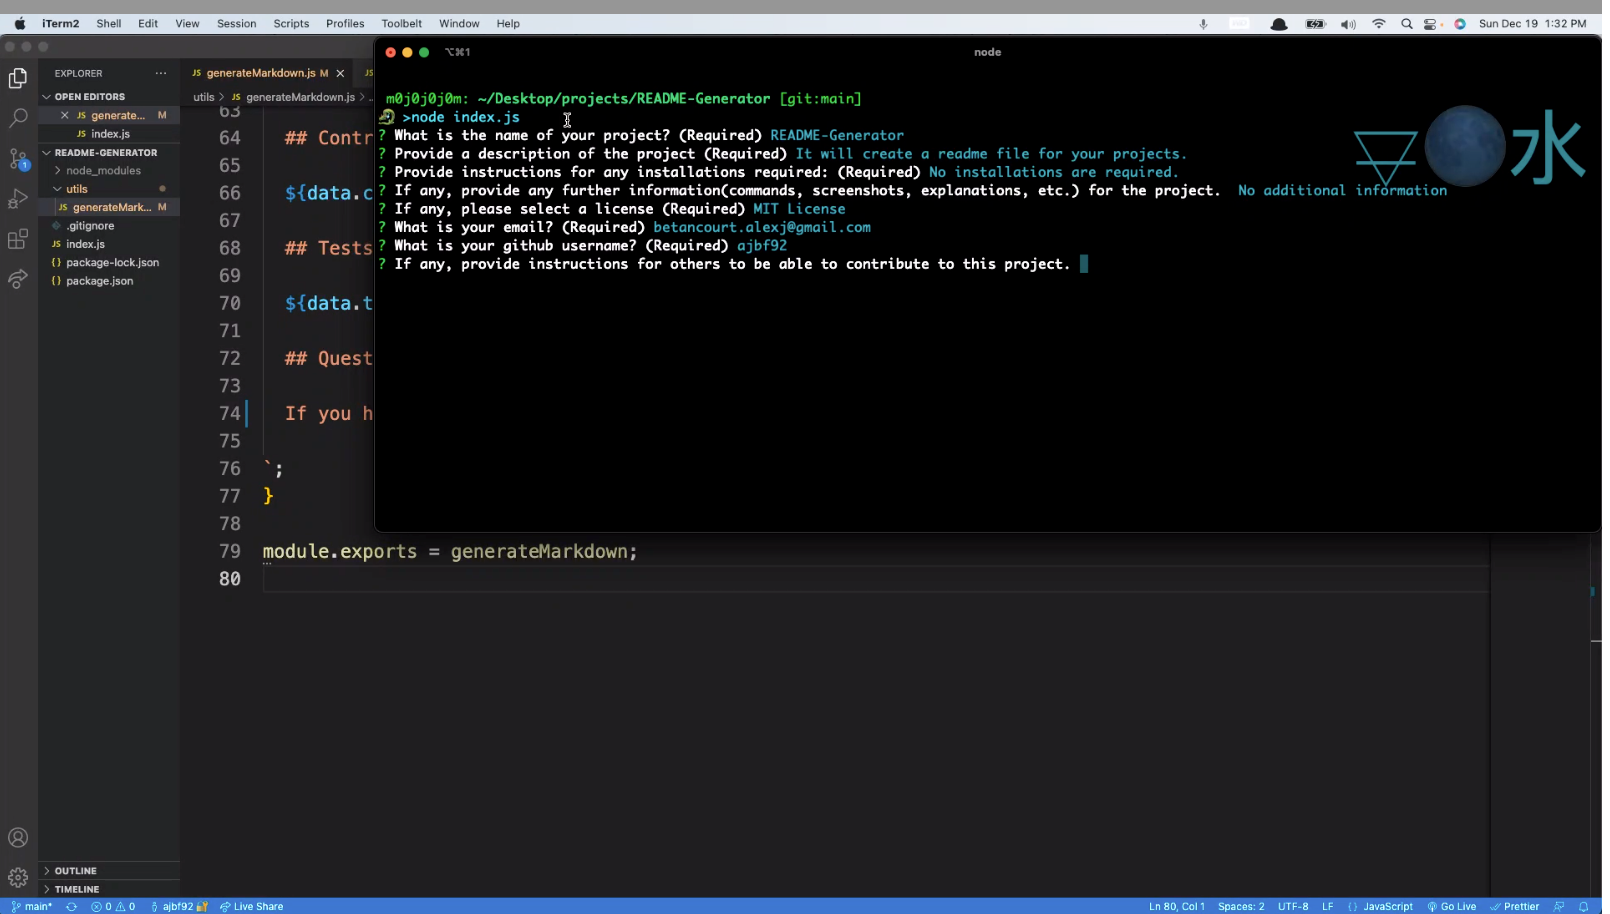 iTerm2 Shell Edit View Session Scripts Profiles Toolbelt Window Help Sun Dec 19 1:32 PM
⌥⌘1 node
EXPLORER ···
OPEN EDITORS
generate... M
index.js
README-GENERATOR
node_modules
utils
generateMark... M
.gitignore
index.js
package-lock.json
package.json
OUTLINE
TIMELINE
JS generateMarkdown.js M JS
utils > JS generateMarkdown.js > ..
63
64 ## Contr
65
66 ${data.c
67
68 ## Tests
69
70 ${data.t
71
72 ## Quest
73
74 If you h
75
76 `;
77 }
78
79 module.exports = generateMarkdown;
80
m0j0j0j0m: ~/Desktop/projects/README-Generator [git:main]
>node index.js
? What is the name of your project? (Required) README-Generator
? Provide a description of the project (Required) It will create a readme file for your projects.
? Provide instructions for any installations required: (Required) No installations are required.
? If any, provide any further information(commands, screenshots, explanations, etc.) for the project. No additional information
? If any, please select a license (Required) MIT License
? What is your email? (Required) betancourt.alexj@gmail.com
? What is your github username? (Required) ajbf92
? If any, provide instructions for others to be able to contribute to this project.
水
main* 0 0 ajbf92 Live Share Ln 80, Col 1 Spaces: 2 UTF-8 LF JavaScript Go Live Prettier